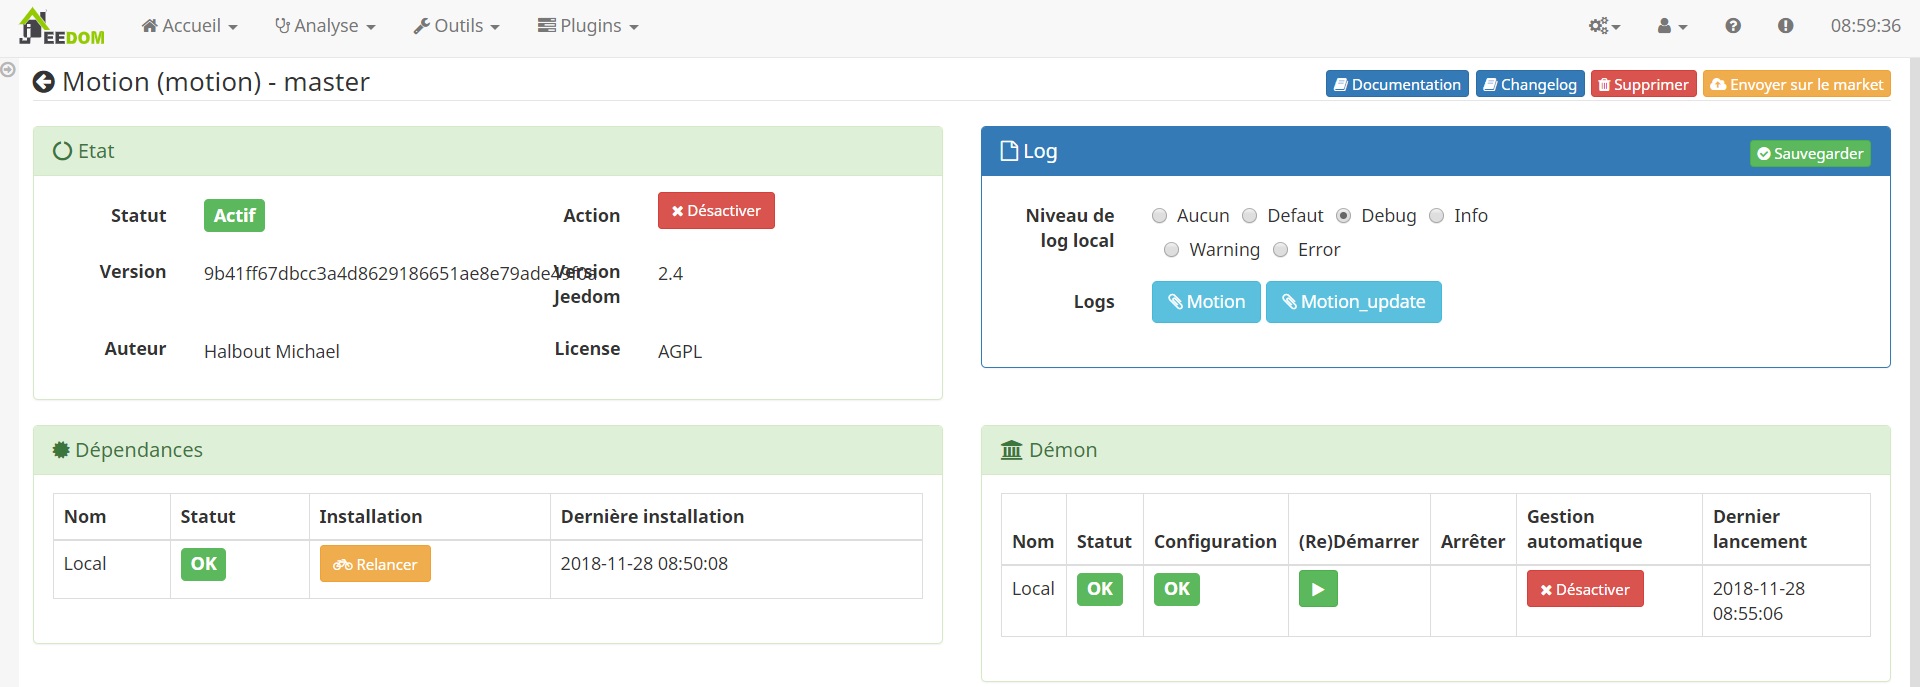 JEEDOM Accueil Analyse Outils Plugins 08:59:36
Motion (motion) - master
Documentation Changelog Supprimer Envoyer sur le market
Etat
Statut Actif Action Désactiver
Version 9b41ff67dbcc3a4d8629186651ae8e79ade49f0a Version Jeedom 2.4
Auteur Halbout Michael License AGPL
Log Sauvegarder
Niveau de log local Aucun Defaut Debug Info
Warning Error
Logs Motion Motion_update
Dépendances
Nom Statut Installation Dernière installation
Local OK Relancer 2018-11-28 08:50:08
Démon
Nom Statut Configuration (Re)Démarrer Arrêter Gestion automatique Dernier lancement
Local OK OK Désactiver 2018-11-28 08:55:06